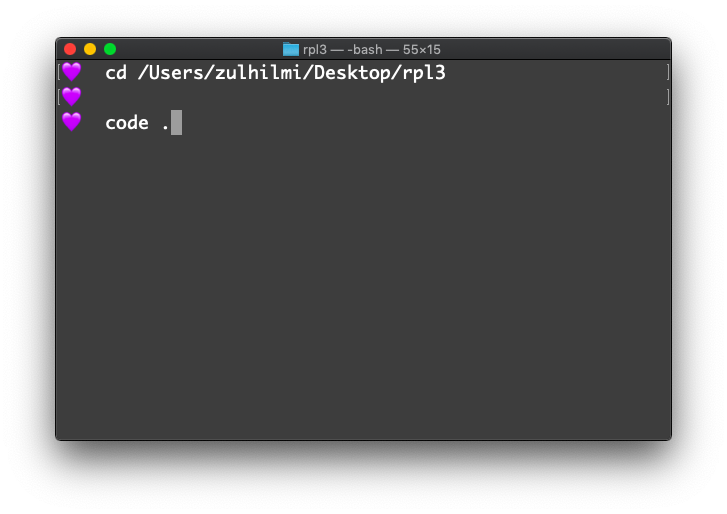 rpl3 — -bash — 55×15
[💜  cd /Users/zulhilmi/Desktop/rpl3 ]
[💜 ]
💜  code .